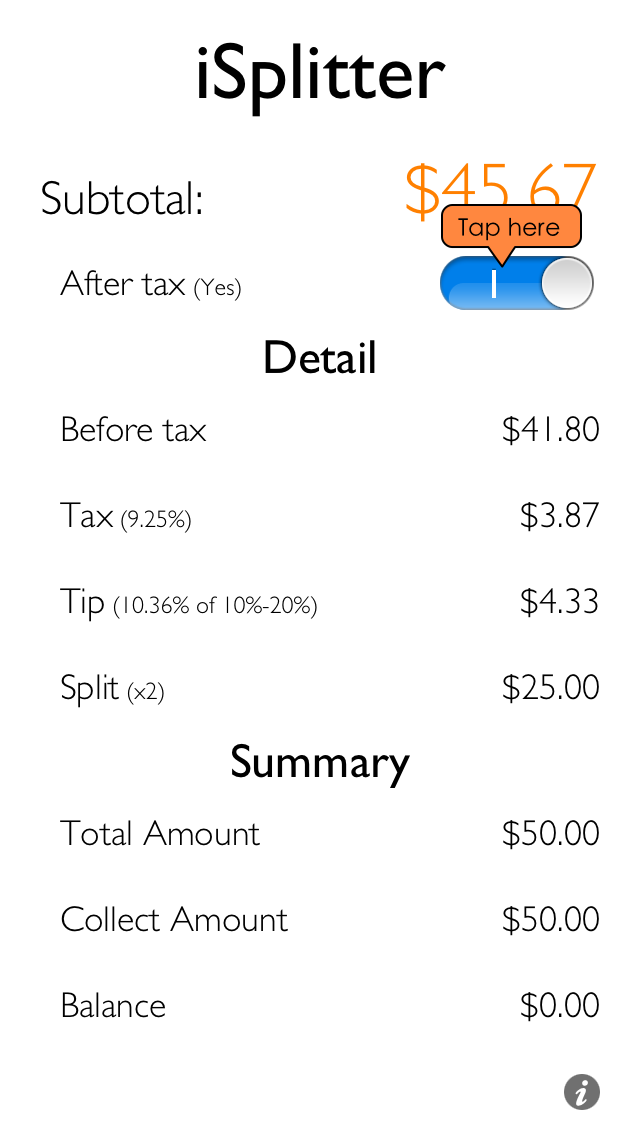 iSplitter
Subtotal: $45.67
Tap here
After tax (Yes)
Detail
Before tax $41.80
Tax (9.25%) $3.87
Tip (10.36% of 10%-20%) $4.33
Split (x2) $25.00
Summary
Total Amount $50.00
Collect Amount $50.00
Balance $0.00
i